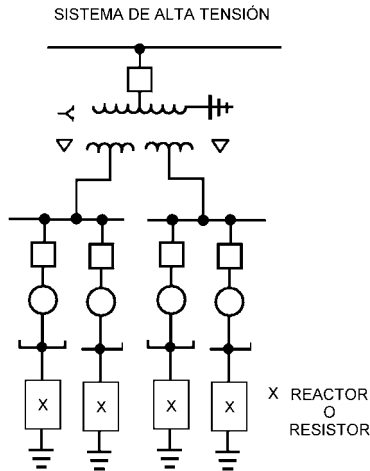 SISTEMA DE ALTA TENSIÓN
X X X X
X REACTOR
O
RESISTOR